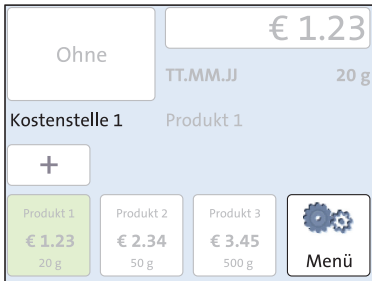 Ohne
€ 1.23
TT.MM.JJ 20 g
Kostenstelle 1 Produkt 1
+
Produkt 1 Produkt 2 Produkt 3
€ 1.23 € 2.34 € 3.45
20 g 50 g 500 g
Menü